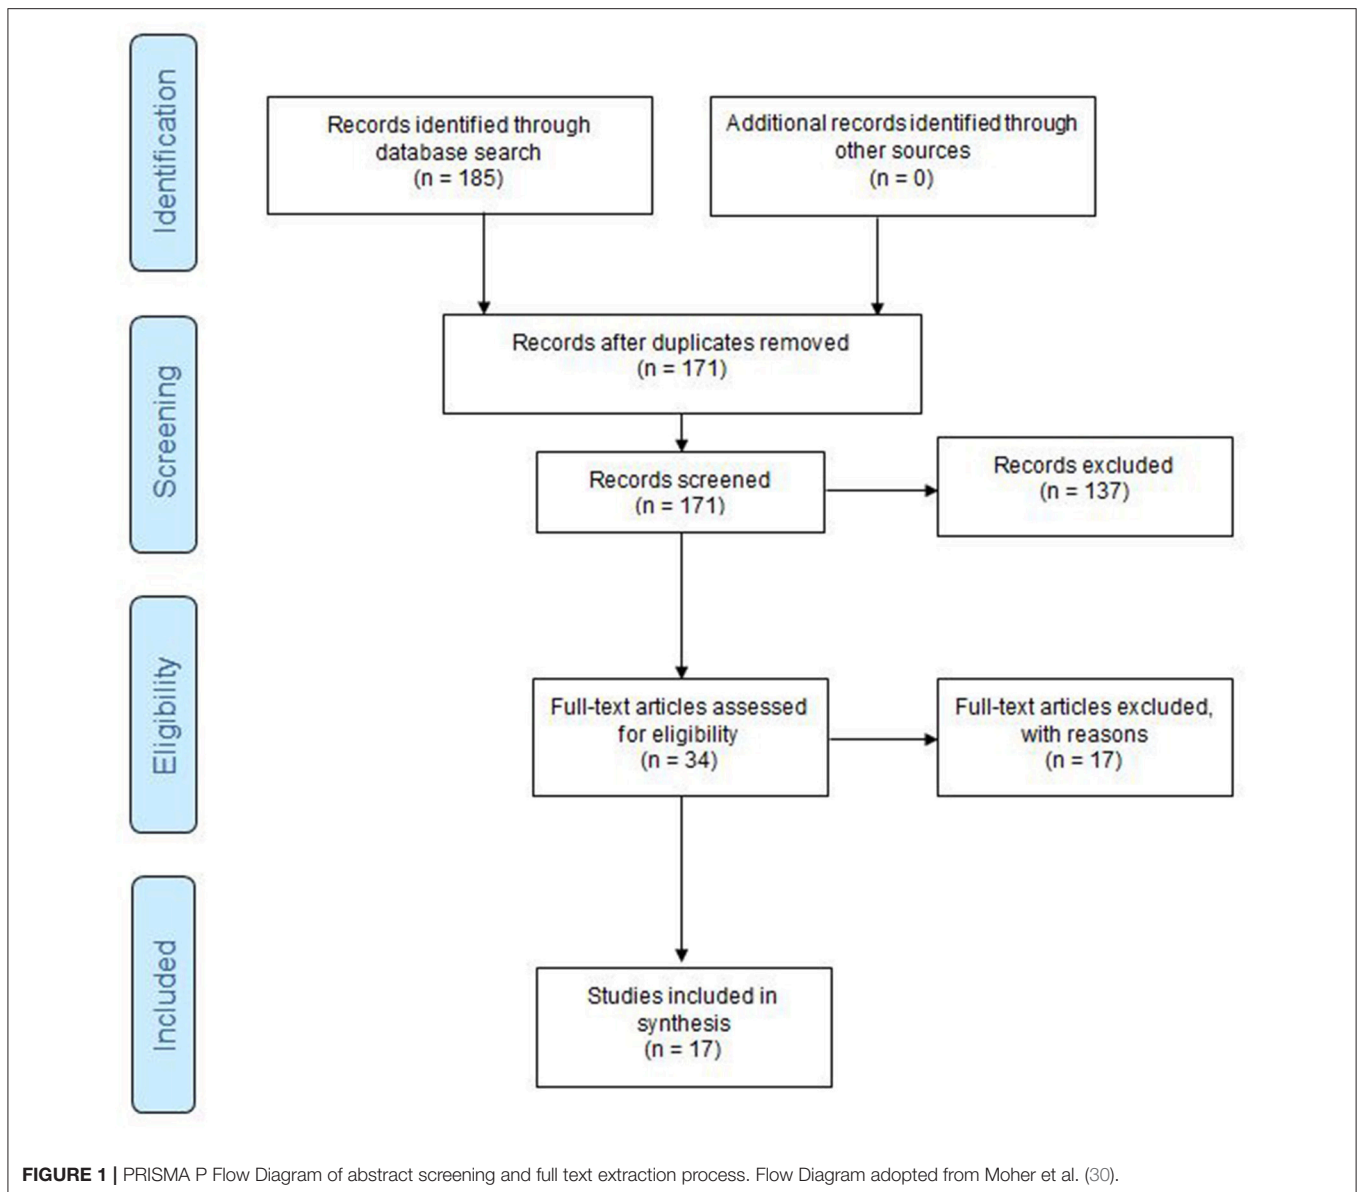 Identification
Records identified through
database search
(n = 185)
Additional records identified through
other sources
(n = 0)
Screening
Records after duplicates removed
(n = 171)
Records screened
(n = 171)
Records excluded
(n = 137)
Eligibility
Full-text articles assessed
for eligibility
(n = 34)
Full-text articles excluded,
with reasons
(n = 17)
Included
Studies included in
synthesis
(n = 17)
FIGURE 1 | PRISMA P Flow Diagram of abstract screening and full text extraction process. Flow Diagram adopted from Moher et al. (30).